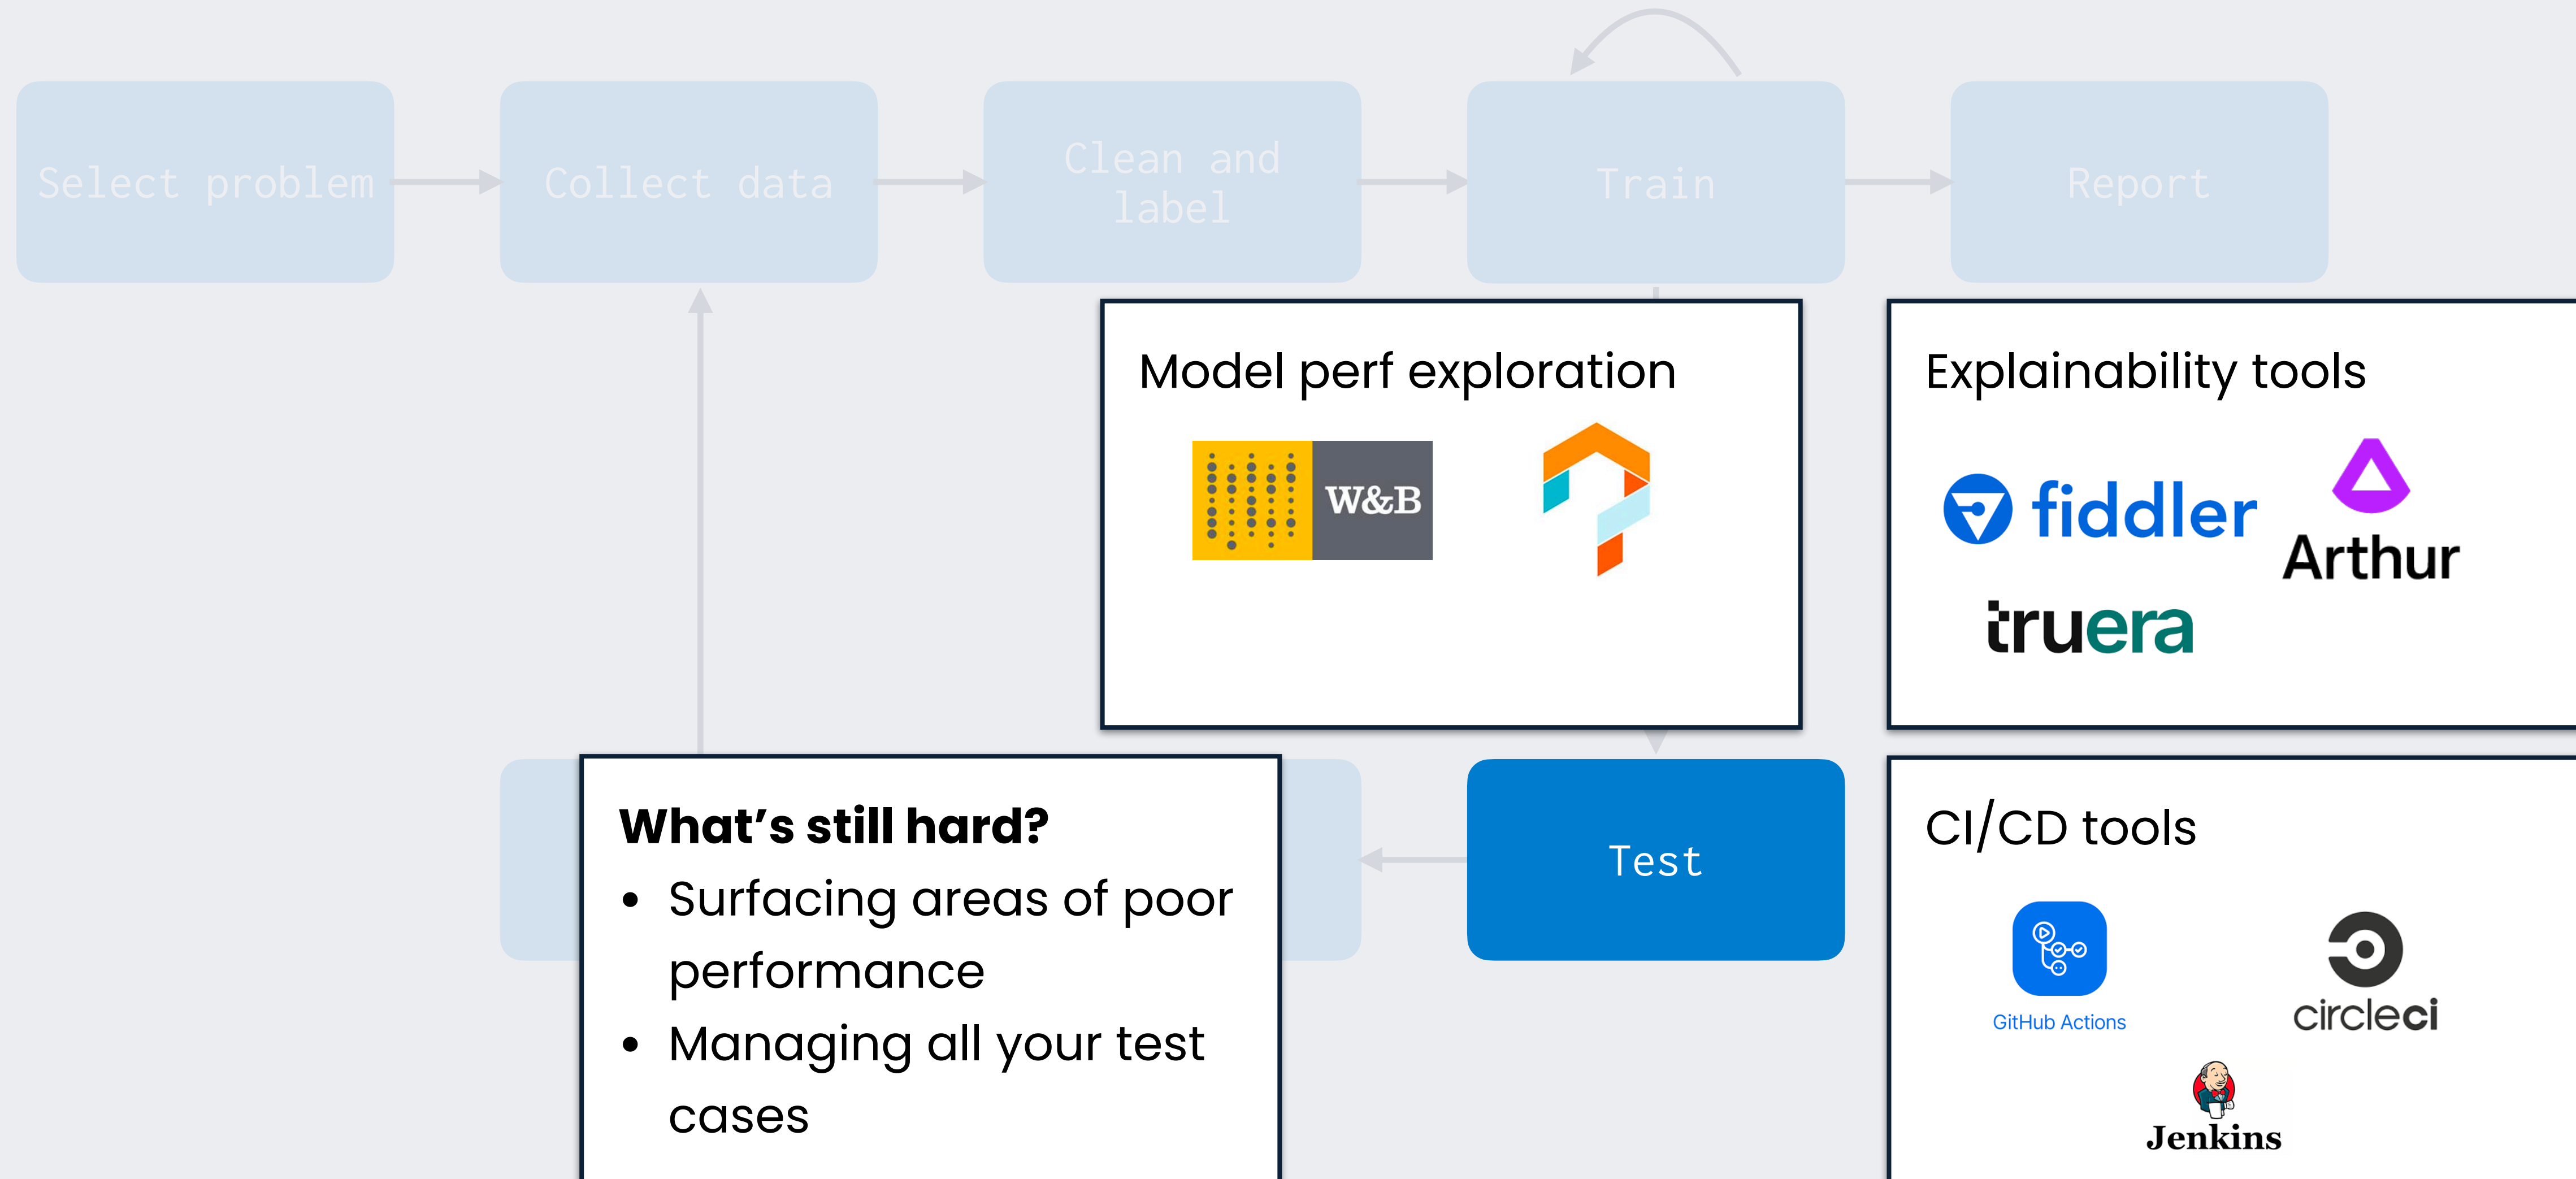 Select problem
Collect data
Clean and
label
Train
Report
Model perf exploration
W&B
Explainability tools
fiddler
Arthur
truera
What’s still hard?
• Surfacing areas of poor
performance
• Managing all your test
cases
Test
CI/CD tools
GitHub Actions
circleci
Jenkins